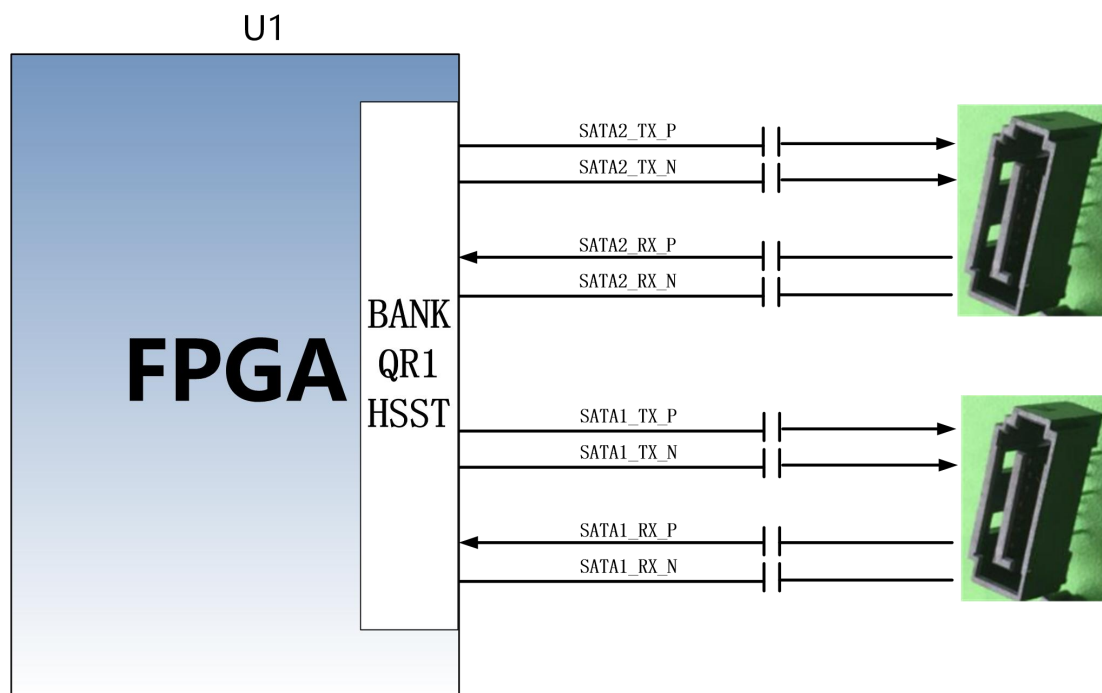 U1
FPGA
BANK
QR1
HSST
SATA2_TX_P
SATA2_TX_N
SATA2_RX_P
SATA2_RX_N
SATA1_TX_P
SATA1_TX_N
SATA1_RX_P
SATA1_RX_N